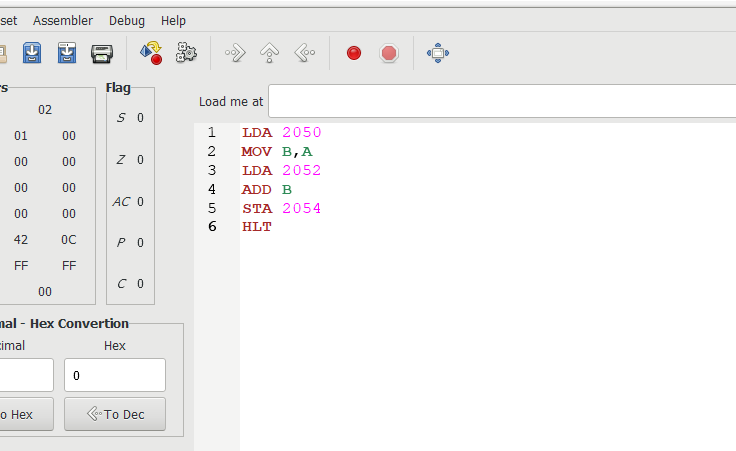 set Assembler Debug Help
rs
02
01 00
00 00
00 00
00 00
42 0C
FF FF
00
Flag
S 0
Z 0
AC 0
P 0
C 0
Load me at
1 LDA 2050
2 MOV B,A
3 LDA 2052
4 ADD B
5 STA 2054
6 HLT
mal - Hex Convertion
imal Hex
0
o Hex To Dec